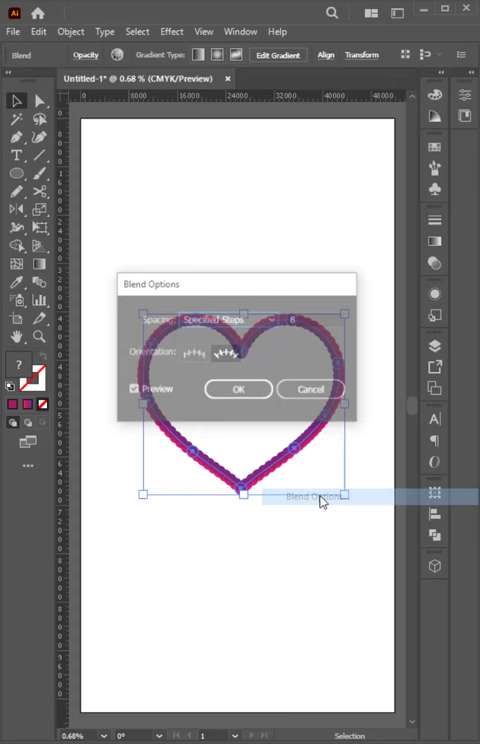 Ai
File Edit Object Type Select Effect View Window Help
Blend Opacity Gradient Type: Edit Gradient Align Transform
Untitled-1* @ 0.68 % (CMYK/Preview) ×
0 8000 16000 24000 32000 40000 48000
Blend Options
Spacing: Specified Steps 6
Orientation:
Preview OK Cancel
Blend Options
?
0.68% 0° 1 Selection